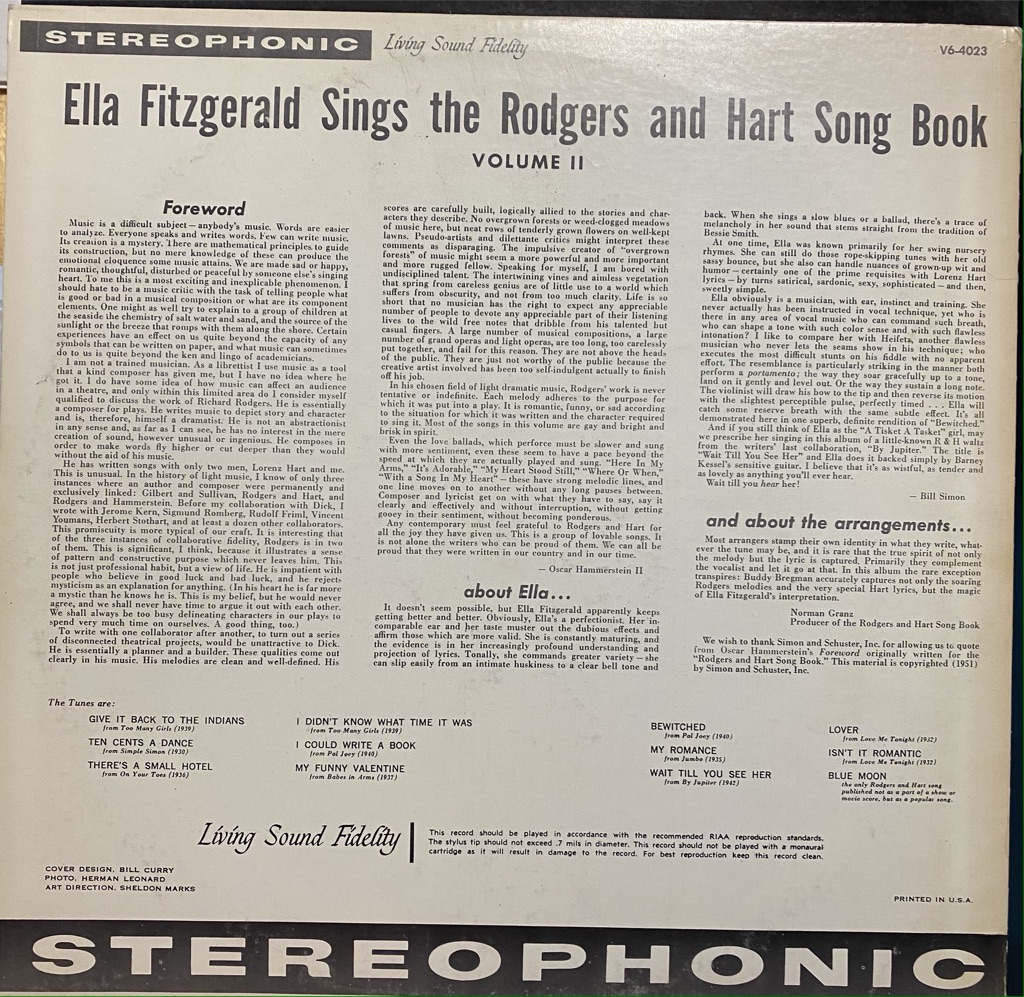 STEREOPHONIC Living Sound Fidelity
V6-4023
Ella Fitzgerald Sings the Rodgers and Hart Song Book
VOLUME II
Foreword
Music is a difficult subject — anybody's music. Words are easier
to analyze. Everyone speaks and writes words. Few can write music.
Its creation is a mystery. There are mathematical principles to guide
its construction, but no mere knowledge of these can produce the
emotional eloquence some music attains. We are made sad or happy,
romantic, thoughtful, disturbed or peaceful by someone else's singing
heart. To me this is a most exciting and inexplicable phenomenon. I
should hate to be a music critic with the task of telling people what
is good or bad in a musical composition or what are its component
elements. One might as well try to explain to a group of children at
the seaside the chemistry of salt water and sand, and the source of the
sunlight or the breeze that romps with them along the shore. Certain
experiences have an effect on us quite beyond the capacity of any
symbols that can be written on paper, and what music can sometimes
do to us is quite beyond the ken and lingo of academicians.
I am not a trained musician. As a librettist I use music as a tool
that a kind composer has given me, but I have no idea where he
got it. I do have some idea of how music can affect an audience
in a theatre, and only within this limited area do I consider myself
qualified to discuss the work of Richard Rodgers. He is essentially
a composer for plays. He writes music to depict story and character
and is, therefore, himself a dramatist. He is not an abstractionist
in any sense and, as far as I can see, he has no interest in the mere
creation of sound, however unusual or ingenious. He composes in
order to make words fly higher or cut deeper than they would
without the aid of his music.
He has written songs with only two men, Lorenz Hart and me.
This is unusual. In the history of light music, I know of only three
instances where an author and composer were permanently and
exclusively linked: Gilbert and Sullivan, Rodgers and Hart, and
Rodgers and Hammerstein. Before my collaboration with Dick, I
wrote with Jerome Kern, Sigmund Romberg, Rudolf Friml, Vincent
Youmans, Herbert Stothart, and at least a dozen other collaborators.
This promiscuity is more typical of our craft. It is interesting that
of the three instances of collaborative fidelity, Rodgers is in two
of them. This is significant, I think, because it illustrates a sense
of pattern and constructive purpose which never leaves him. This
is not just professional habit, but a view of life. He is impatient with
people who believe in good luck and bad luck, and he rejects
mysticism as an explanation for anything. (In his heart he is far more
a mystic than he knows he is. This is my belief, but he would never
agree, and we shall never have time to argue it out with each other.
We shall always be too busy delineating characters in our plays to
spend very much time on ourselves. A good thing, too.)
To write with one collaborator after another, to turn out a series
of disconnected theatrical projects, would be unattractive to Dick.
He is essentially a planner and a builder. These qualities come out
clearly in his music. His melodies are clean and well-defined. His
scores are carefully built, logically allied to the stories and char-
acters they describe. No overgrown forests or weed-clogged meadows
of music here, but neat rows of tenderly grown flowers on well-kept
lawns. Pseudo-artists and dilettante critics might interpret these
comments as disparaging. The impulsive creator of "overgrown
forests" of music might seem a more powerful and more important
and more rugged fellow. Speaking for myself, I am bored with
undisciplined talent. The intertwining vines and aimless vegetation
that spring from careless genius are of little use to a world which
suffers from obscurity, and not from too much clarity. Life is so
short that no musician has the right to expect any appreciable
number of people to devote any appreciable part of their listening
lives to the wild free notes that dribble from his talented but
casual fingers. A large number of musical compositions, a large
number of grand operas and light operas, are too long, too carelessly
put together, and fail for this reason. They are not above the heads
of the public. They are just not worthy of the public because the
creative artist involved has been too self-indulgent actually to finish
off his job.
In his chosen field of light dramatic music, Rodgers' work is never
tentative or indefinite. Each melody adheres to the purpose for
which it was put into a play. It is romantic, funny, or sad according
to the situation for which it was written and the character required
to sing it. Most of the songs in this volume are gay and bright and
brisk in spirit.
Even the love ballads, which perforce must be slower and sung
with more sentiment, even these seem to have a pace beyond the
speed at which they are actually played and sung. "Here In My
Arms," "It's Adorable," "My Heart Stood Still," "Where Or When,"
"With a Song In My Heart" — these have strong melodic lines, and
one line moves on to another without any long pauses between.
Composer and lyricist get on with what they have to say, say it
clearly and effectively and without interruption, without getting
gooey in their sentiment, without becoming ponderous.
Any contemporary must feel grateful to Rodgers and Hart for
all the joy they have given us. This is a group of lovable songs. It
is not alone the writers who can be proud of them. We can all be
proud that they were written in our country and in our time.
— Oscar Hammerstein II
about Ella...
It doesn't seem possible, but Ella Fitzgerald apparently keeps
getting better and better. Obviously, Ella's a perfectionist. Her in-
comparable ear and her taste muster out the dubious effects and
affirm those which are more valid. She is constantly maturing, and
the evidence is in her increasingly profound understanding and
projection of lyrics. Tonally, she commands greater variety — she
can slip easily from an intimate huskiness to a clear bell tone and
back. When she sings a slow blues or a ballad, there's a trace of
melancholy in her sound that stems straight from the tradition of
Bessie Smith.
At one time, Ella was known primarily for her swing nursery
rhymes. She can still do those rope-skipping tunes with her old
sassy bounce, but she also can handle nuances of grown-up wit and
humor — certainly one of the prime requisites with Lorenz Hart
lyrics — by turns satirical, sardonic, sexy, sophisticated — and then,
sweetly simple.
Ella obviously is a musician, with ear, instinct and training. She
never actually has been instructed in vocal technique, yet who is
there in any area of vocal music who can command such breath,
who can shape a tone with such color sense and with such flawless
intonation? I like to compare her with Heifetz, another flawless
musician who never lets the seams show in his technique; who
executes the most difficult stunts on his fiddle with no apparent
effort. The resemblance is particularly striking in the manner both
perform a portamento; the way they soar gracefully up to a tone,
land on it gently and level out. Or the way they sustain a long note.
The violinist will draw his bow to the tip and then reverse its motion
with the slightest perceptible pulse, perfectly timed . . . Ella will
catch some reserve breath with the same subtle effect. It's all
demonstrated here in one superb, definite rendition of "Bewitched."
And if you still think of Ella as the "A Tisket A Tasket" girl, may
we prescribe her singing in this album of a little-known R & H waltz
from the writers' last collaboration, "By Jupiter." The title is
"Wait Till You See Her" and Ella does it backed simply by Barney
Kessel's sensitive guitar. I believe that it's as wistful, as tender and
as lovely as anything you'll ever hear.
Wait till you hear her!
— Bill Simon
and about the arrangements...
Most arrangers stamp their own identity in what they write, what-
ever the tune may be, and it is rare that the true spirit of not only
the melody but the lyric is captured. Primarily they complement
the vocalist and let it go at that. In this album the rare exception
transpires: Buddy Bregman accurately captures not only the soaring
Rodgers melodies and the very special Hart lyrics, but the magic
of Ella Fitzgerald's interpretation.
Norman Granz
Producer of the Rodgers and Hart Song Book
We wish to thank Simon and Schuster, Inc. for allowing us to quote
from Oscar Hammerstein's Foreword originally written for the
"Rodgers and Hart Song Book." This material is copyrighted (1951)
by Simon and Schuster, Inc.
The Tunes are:
GIVE IT BACK TO THE INDIANS
from Too Many Girls (1939)
TEN CENTS A DANCE
from Simple Simon (1930)
THERE'S A SMALL HOTEL
from On Your Toes (1936)
I DIDN'T KNOW WHAT TIME IT WAS
from Too Many Girls (1939)
I COULD WRITE A BOOK
from Pal Joey (1940)
MY FUNNY VALENTINE
from Babes in Arms (1937)
BEWITCHED
from Pal Joey (1940)
MY ROMANCE
from Jumbo (1935)
WAIT TILL YOU SEE HER
from By Jupiter (1942)
LOVER
from Love Me Tonight (1932)
ISN'T IT ROMANTIC
from Love Me Tonight (1932)
BLUE MOON
the only Rodgers and Hart song
published not as a part of a show or
movie score, but as a popular song.
Living Sound Fidelity
This record should be played in accordance with the recommended RIAA reproduction standards.
The stylus tip should not exceed .7 mils in diameter. This record should not be played with a monaural
cartridge as it will result in damage to the record. For best reproduction keep this record clean.
COVER DESIGN, BILL CURRY
PHOTO, HERMAN LEONARD
ART DIRECTION, SHELDON MARKS
PRINTED IN U.S.A.
STEREOPHONIC